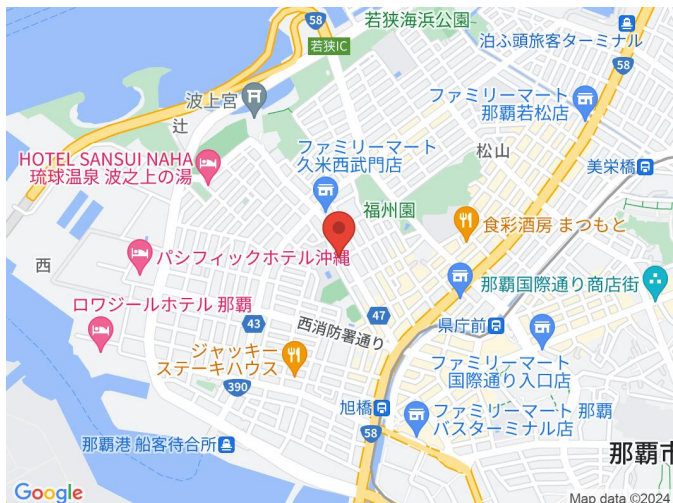 58
若狭海浜公園
泊ふ頭旅客ターミナル
若狭IC
58
波上宮
ファミリーマート
那覇若松店
辻
ファミリーマート
久米西武門店
松山
HOTEL SANSUI NAHA
琉球温泉 波之上の湯
美栄橋
福州園
食彩酒房 まつもと
西
パシフィックホテル沖縄
那覇国際通り商店街
ロワジールホテル 那覇
47
県庁前
43
西消防署通り
ジャッキー
ステーキハウス
ファミリーマート
国際通り入口店
390
旭橋
ファミリーマート 那覇
バスターミナル店
58
那覇港 船客待合所
那覇市
Google
Map data ©2024